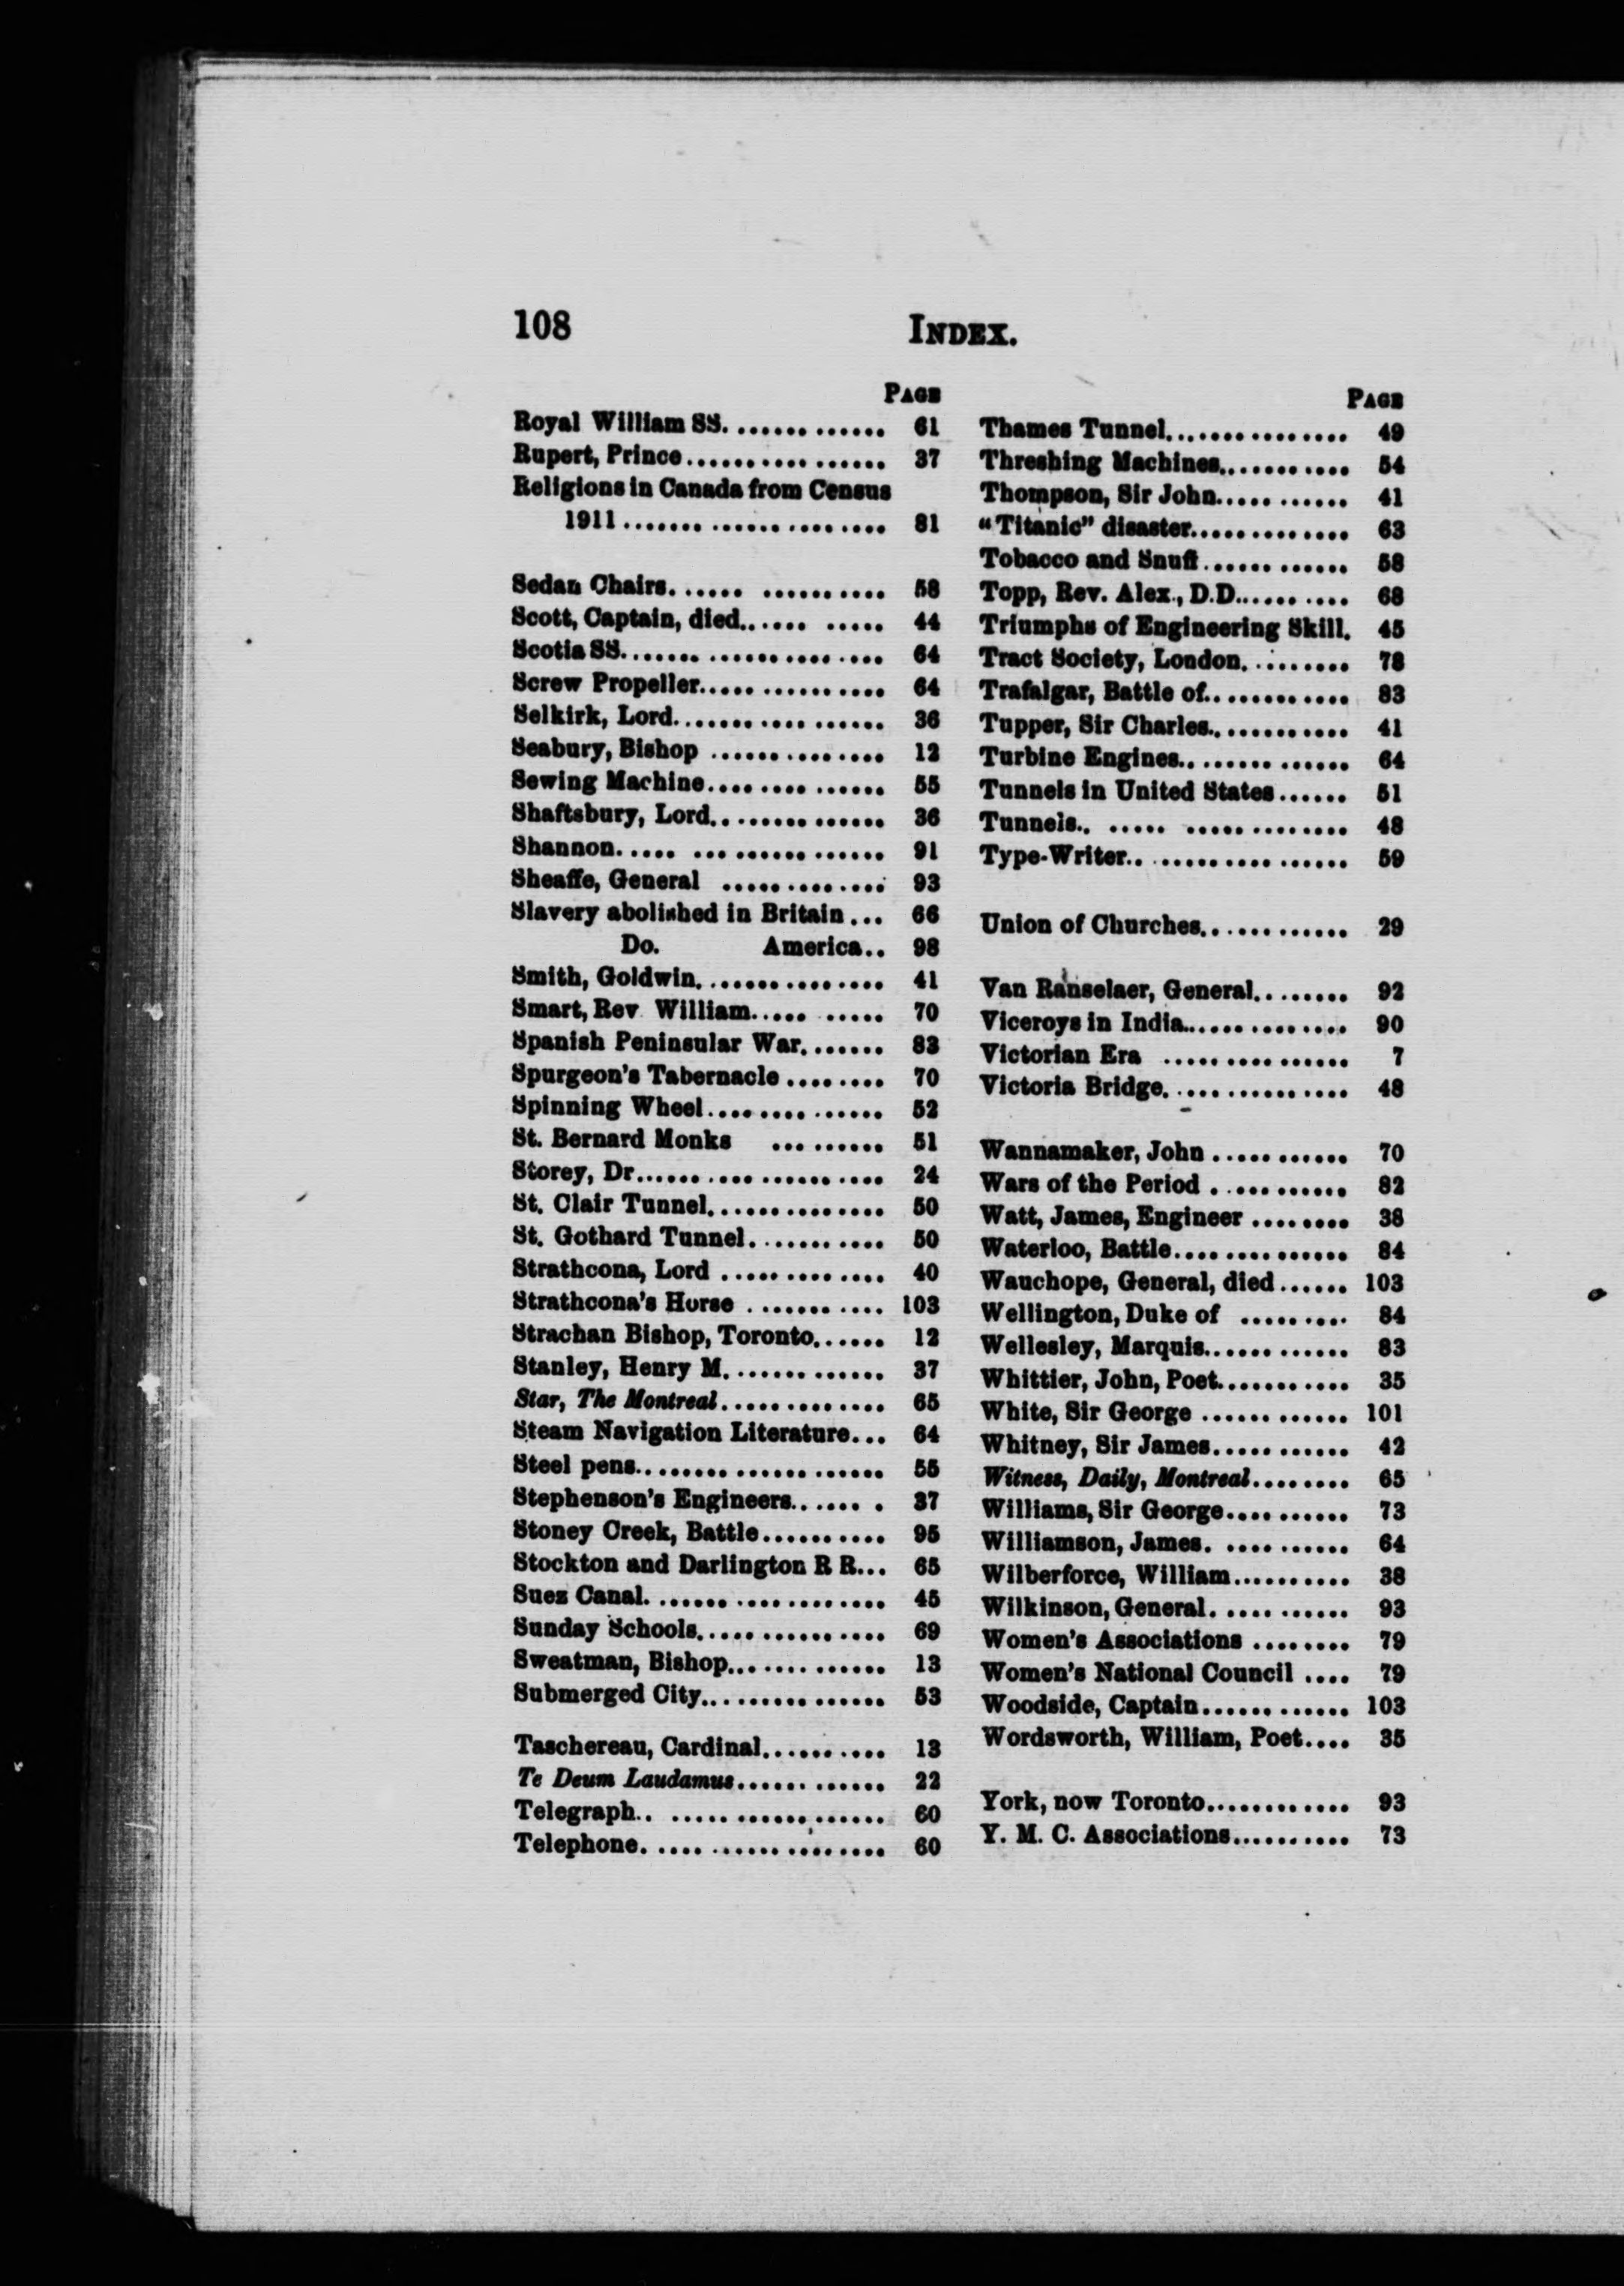 108 INDEX.
PAGE
Royal William SS. ............. 61
Rupert, Prince.................. 37
Religions in Canada from Census
1911....................... 81
Sedan Chairs................. 58
Scott, Captain, died............ 44
Scotia SS...................... 64
Screw Propeller................ 64
Selkirk, Lord.................. 36
Seabury, Bishop ............... 12
Sewing Machine................ 55
Shaftsbury, Lord............... 36
Shannon...................... 91
Sheaffe, General .............. 93
Slavery abolished in Britain... 66
Do. America.. 98
Smith, Goldwin................ 41
Smart, Rev William........... 70
Spanish Peninsular War....... 83
Spurgeon's Tabernacle........ 70
Spinning Wheel............... 52
St. Bernard Monks ......... 51
Storey, Dr..................... 24
St. Clair Tunnel............... 50
St. Gothard Tunnel............ 50
Strathcona, Lord .............. 40
Strathcona's Horse ............ 103
Strachan Bishop, Toronto...... 12
Stanley, Henry M. ............ 37
Star, The Montreal.............. 65
Steam Navigation Literature... 64
Steel pens...................... 55
Stephenson's Engineers....... . 37
Stoney Creek, Battle........... 95
Stockton and Darlington R R... 65
Suez Canal.................... 45
Sunday Schools................ 69
Sweatman, Bishop............. 13
Submerged City................ 53
Taschereau, Cardinal........... 13
Te Deum Laudamus............ 22
Telegraph.. .................. 60
Telephone..................... 60
PAGE
Thames Tunnel................ 49
Threshing Machines........... 54
Thompson, Sir John........... 41
"Titanic" disaster.............. 63
Tobacco and Snuff............ 58
Topp, Rev. Alex., D.D.......... 68
Triumphs of Engineering Skill. 45
Tract Society, London.......... 78
Trafalgar, Battle of............ 83
Tupper, Sir Charles............ 41
Turbine Engines.............. 64
Tunnels in United States...... 51
Tunnels.. ................... 48
Type-Writer.................. 59
Union of Churches............. 29
Van Ranselaer, General........ 92
Viceroys in India.............. 90
Victorian Era ................ 7
Victoria Bridge................ 48
Wannamaker, John ........... 70
Wars of the Period ............ 82
Watt, James, Engineer ........ 38
Waterloo, Battle............... 84
Wauchope, General, died...... 103
Wellington, Duke of ......... 84
Wellesley, Marquis............ 83
Whittier, John, Poet........... 35
White, Sir George ............ 101
Whitney, Sir James........... 42
Witness, Daily, Montreal........ 65
Williams, Sir George.......... 73
Williamson, James. .......... 64
Wilberforce, William.......... 38
Wilkinson, General............ 93
Women's Associations ........ 79
Women's National Council .... 79
Woodside, Captain............ 103
Wordsworth, William, Poet.... 35
York, now Toronto............. 93
Y. M. C. Associations.......... 73